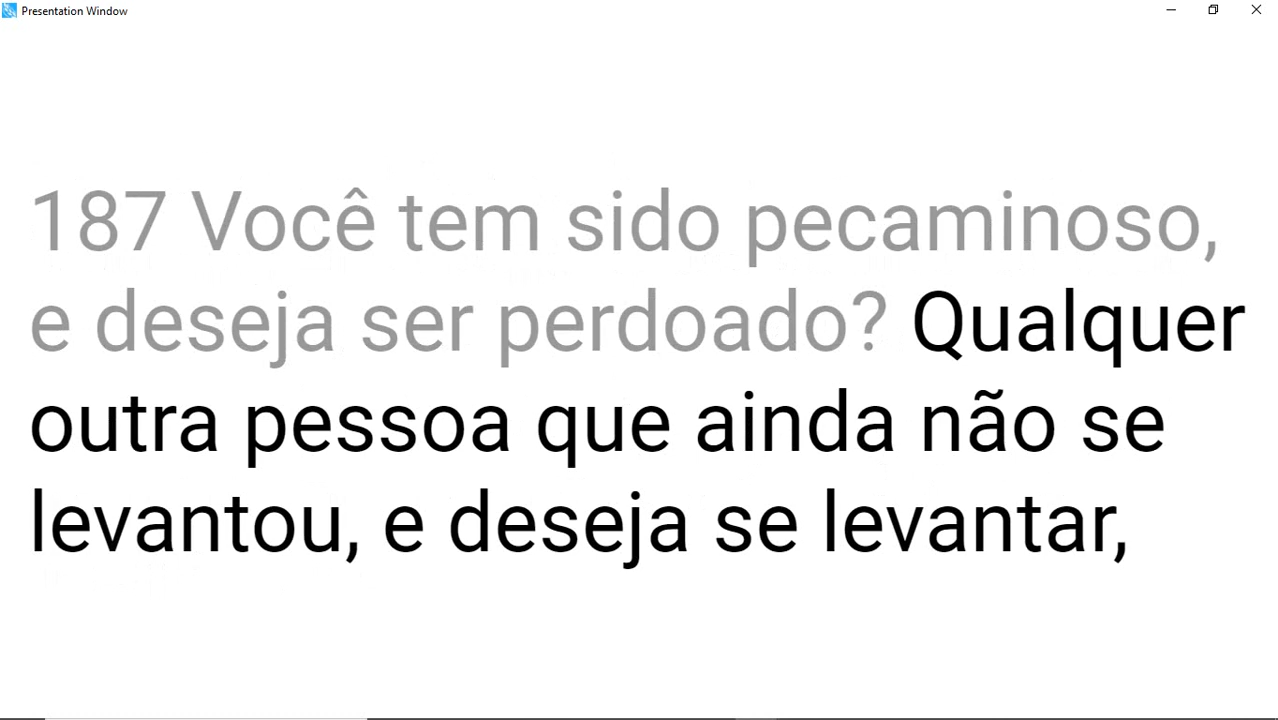 Presentation Window
187 Você tem sido pecaminoso,
e deseja ser perdoado? Qualquer
outra pessoa que ainda não se
levantou, e deseja se levantar,